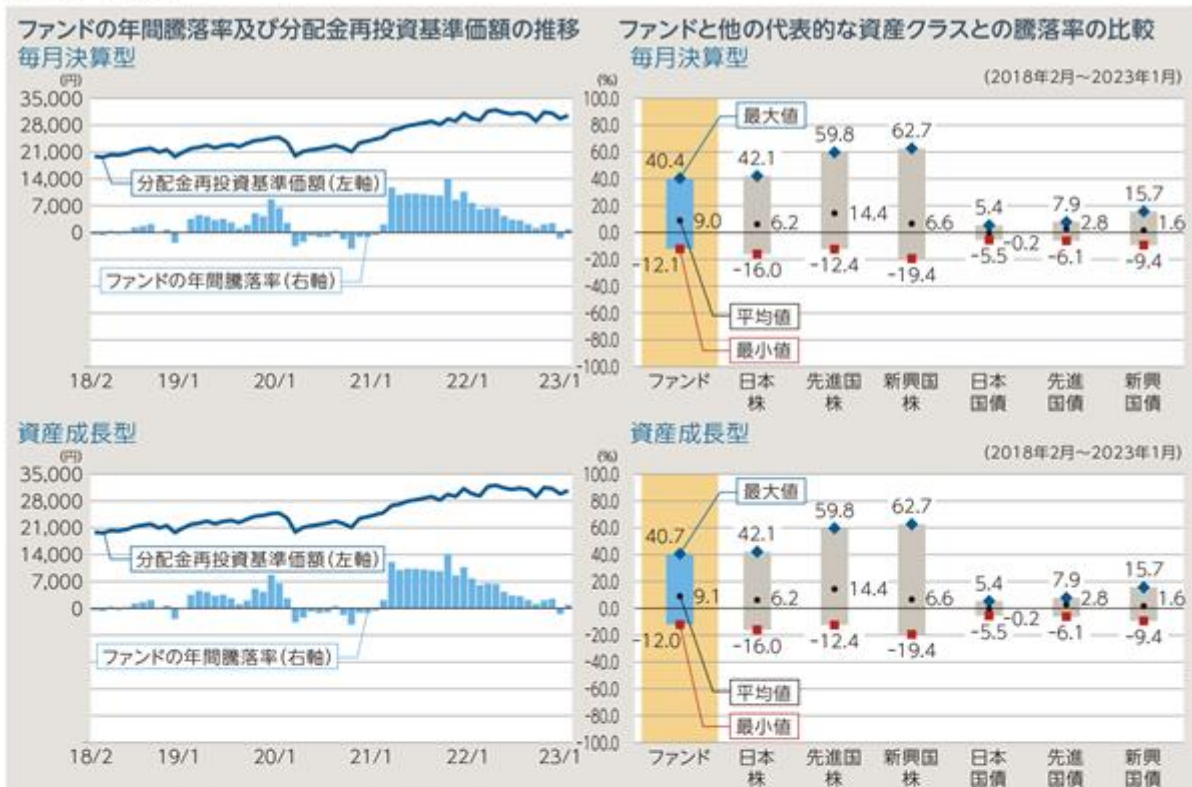 ファンドの年間騰落率及び分配金再投資基準価額の推移
毎月決算型
(円)
35,000
28,000
21,000
14,000
7,000
0
分配金再投資基準価額(左軸)
ファンドの年間騰落率(右軸)
(%)
100.0
80.0
60.0
40.0
20.0
0.0
-20.0
-40.0
-60.0
-80.0
-100.0
18/2 19/1 20/1 21/1 22/1 23/1
ファンドと他の代表的な資産クラスとの騰落率の比較
毎月決算型
(2018年2月~2023年1月)
最大値
40.4 42.1 59.8 62.7 5.4 7.9 15.7
9.0 6.2 14.4 6.6 -0.2 2.8 1.6
-12.1 -16.0 -12.4 -19.4 -5.5 -6.1 -9.4
平均値
最小値
ファンド 日本 先進国 新興国 日本 先進 新興
株 株 株 国債 国債 国債
資産成長型
(円)
35,000
28,000
21,000
14,000
7,000
0
分配金再投資基準価額(左軸)
ファンドの年間騰落率(右軸)
(%)
100.0
80.0
60.0
40.0
20.0
0.0
-20.0
-40.0
-60.0
-80.0
-100.0
18/2 19/1 20/1 21/1 22/1 23/1
資産成長型
(2018年2月~2023年1月)
最大値
40.7 42.1 59.8 62.7 5.4 7.9 15.7
9.1 6.2 14.4 6.6 -0.2 2.8 1.6
-12.0 -16.0 -12.4 -19.4 -5.5 -6.1 -9.4
平均値
最小値
ファンド 日本 先進国 新興国 日本 先進 新興
株 株 株 国債 国債 国債